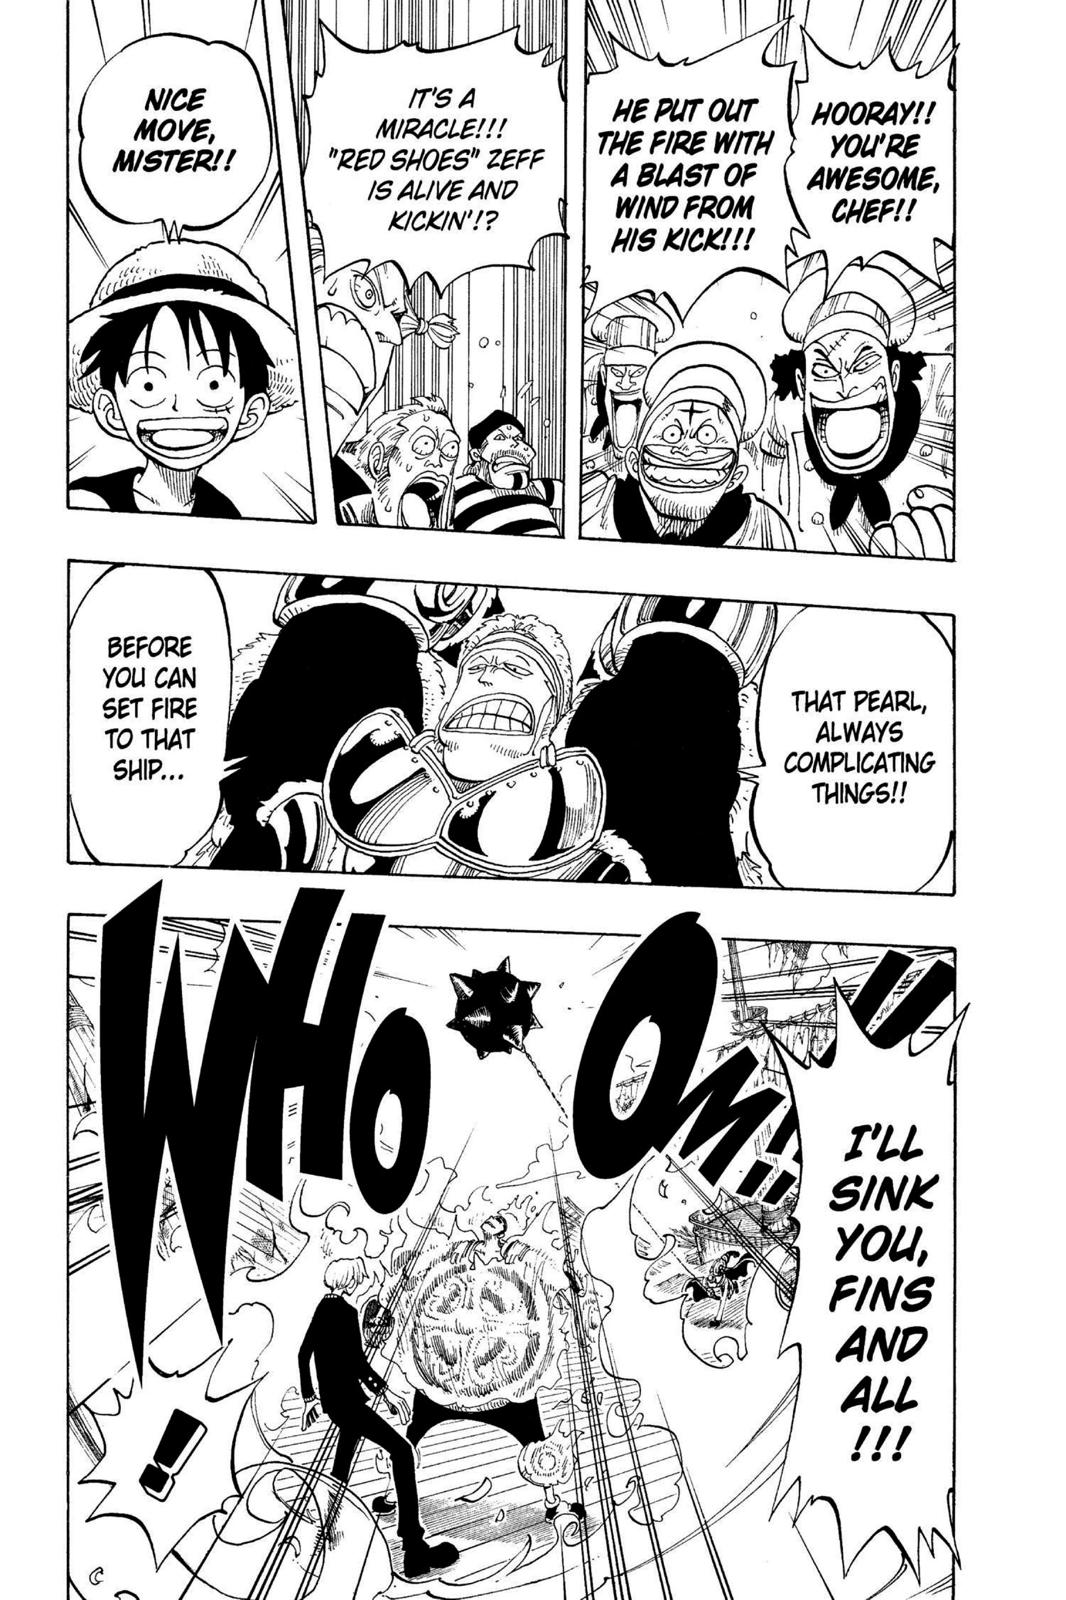 HOORAY!!
YOU'RE
AWESOME,
CHEF!!
HE PUT OUT
THE FIRE WITH
A BLAST OF
WIND FROM
HIS KICK!!!
IT'S A
MIRACLE!!!
"RED SHOES" ZEFF
IS ALIVE AND
KICKIN'!?
NICE
MOVE,
MISTER!!
THAT PEARL,
ALWAYS
COMPLICATING
THINGS!!
BEFORE
YOU CAN
SET FIRE
TO THAT
SHIP...
WHOOM!!
I'LL
SINK
YOU,
FINS
AND
ALL
!!!
!